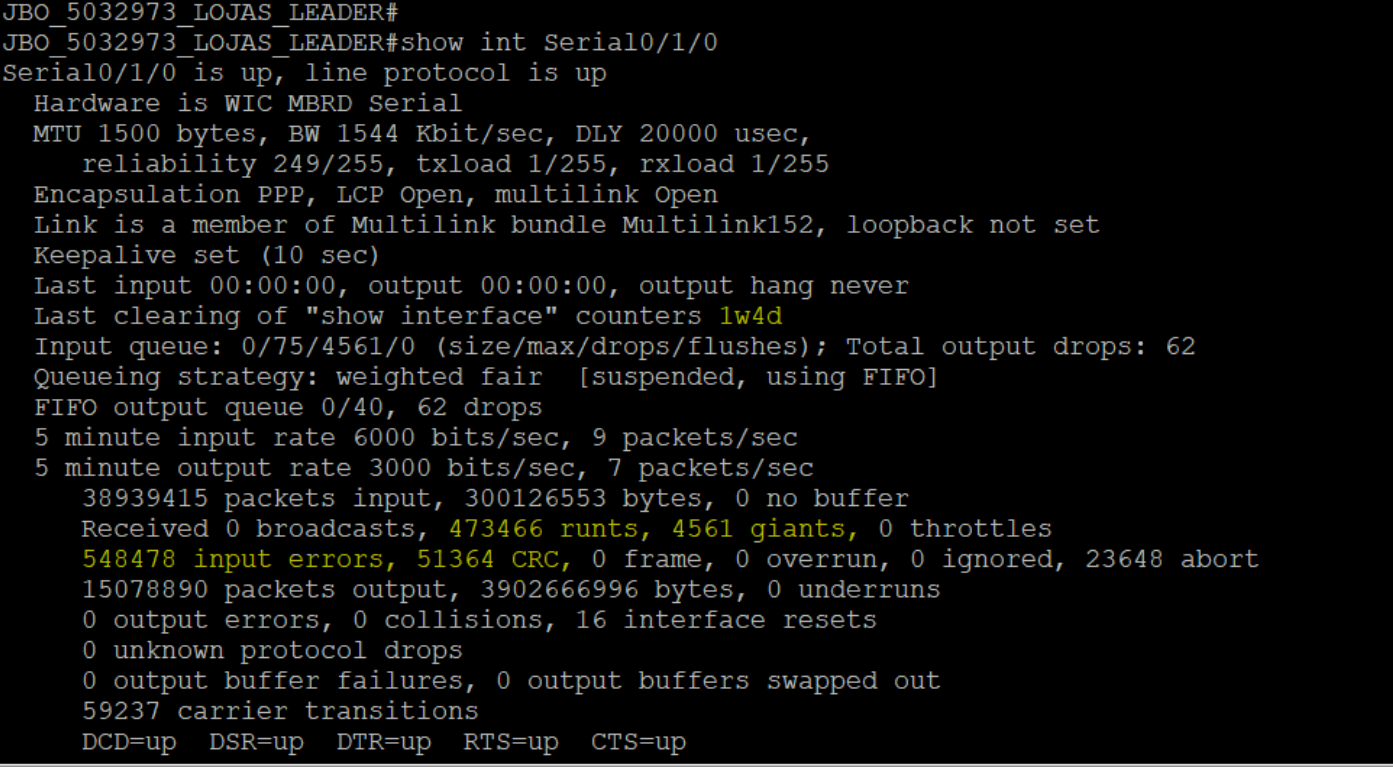 JBO_5032973_LOJAS_LEADER#
JBO_5032973_LOJAS_LEADER#show int Serial0/1/0
Serial0/1/0 is up, line protocol is up
Hardware is WIC MBRD Serial
MTU 1500 bytes, BW 1544 Kbit/sec, DLY 20000 usec,
reliability 249/255, txload 1/255, rxload 1/255
Encapsulation PPP, LCP Open, multilink Open
Link is a member of Multilink bundle Multilink152, loopback not set
Keepalive set (10 sec)
Last input 00:00:00, output 00:00:00, output hang never
Last clearing of "show interface" counters 1w4d
Input queue: 0/75/4561/0 (size/max/drops/flushes); Total output drops: 62
Queueing strategy: weighted fair  [suspended, using FIFO]
FIFO output queue 0/40, 62 drops
5 minute input rate 6000 bits/sec, 9 packets/sec
5 minute output rate 3000 bits/sec, 7 packets/sec
38939415 packets input, 300126553 bytes, 0 no buffer
Received 0 broadcasts, 473466 runts, 4561 giants, 0 throttles
548478 input errors, 51364 CRC, 0 frame, 0 overrun, 0 ignored, 23648 abort
15078890 packets output, 3902666996 bytes, 0 underruns
0 output errors, 0 collisions, 16 interface resets
0 unknown protocol drops
0 output buffer failures, 0 output buffers swapped out
59237 carrier transitions
DCD=up  DSR=up  DTR=up  RTS=up  CTS=up